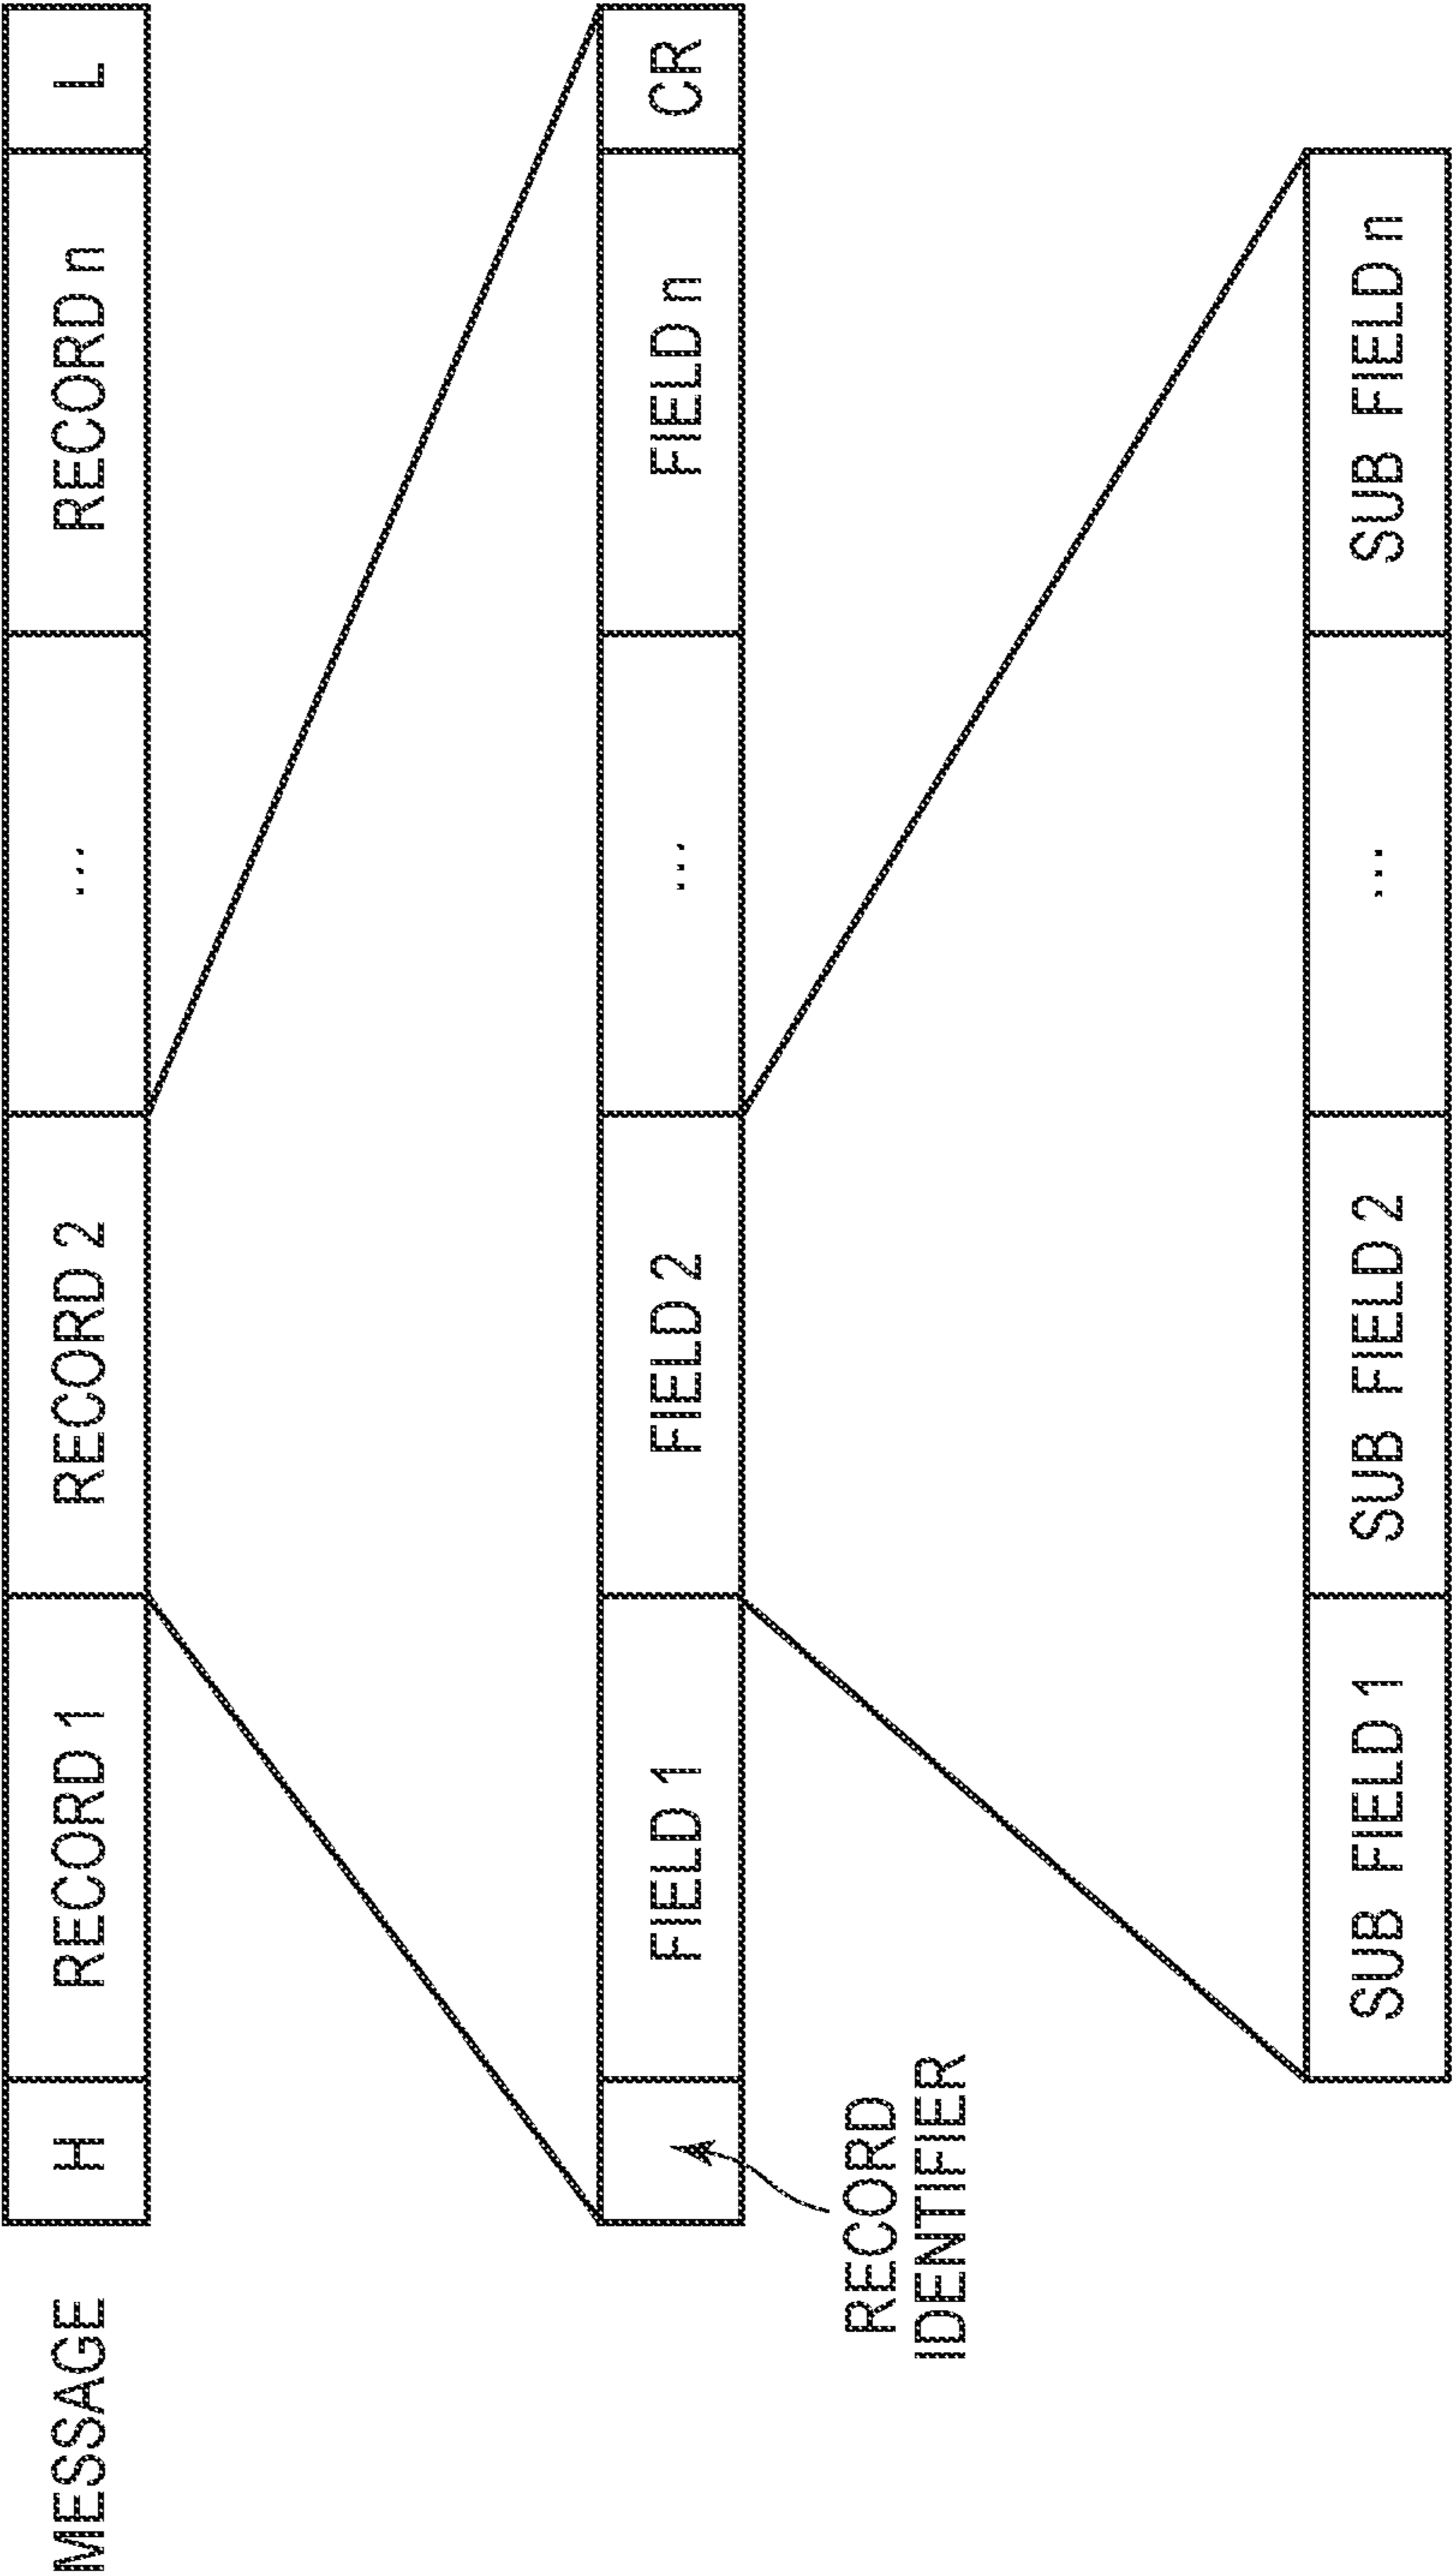 MESSAGE
H
RECORD 1
RECORD 2
...
RECORD n
L
FIELD 1
FIELD 2
...
FIELD n
CR
RECORD
IDENTIFIER
SUB FIELD 1
SUB FIELD 2
...
SUB FIELD n